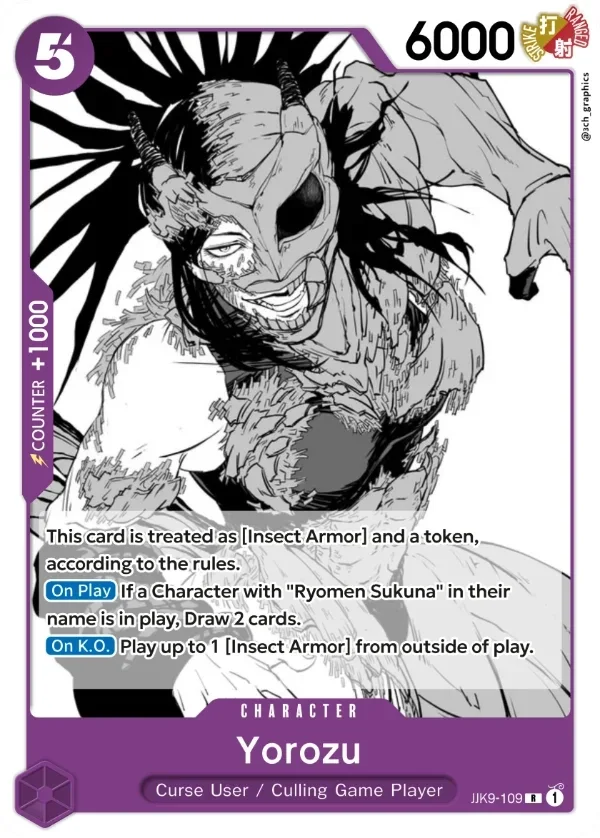 5
6000
STRIKE 打
射 RANGED
@3ch_graphics
COUNTER +1000
This card is treated as [Insect Armor] and a token,
according to the rules.
On Play If a Character with "Ryomen Sukuna" in their
name is in play, Draw 2 cards.
On K.O. Play up to 1 [Insect Armor] from outside of play.
CHARACTER
Yorozu
Curse User / Culling Game Player
JJK9-109 R 1